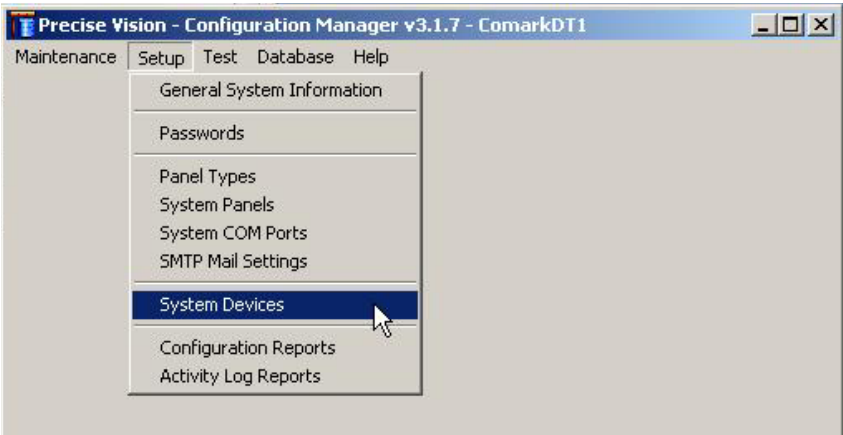 Precise Vision - Configuration Manager v3.1.7 - ComarkDT1
Maintenance Setup Test Database Help
General System Information
Passwords
Panel Types
System Panels
System COM Ports
SMTP Mail Settings
System Devices
Configuration Reports
Activity Log Reports